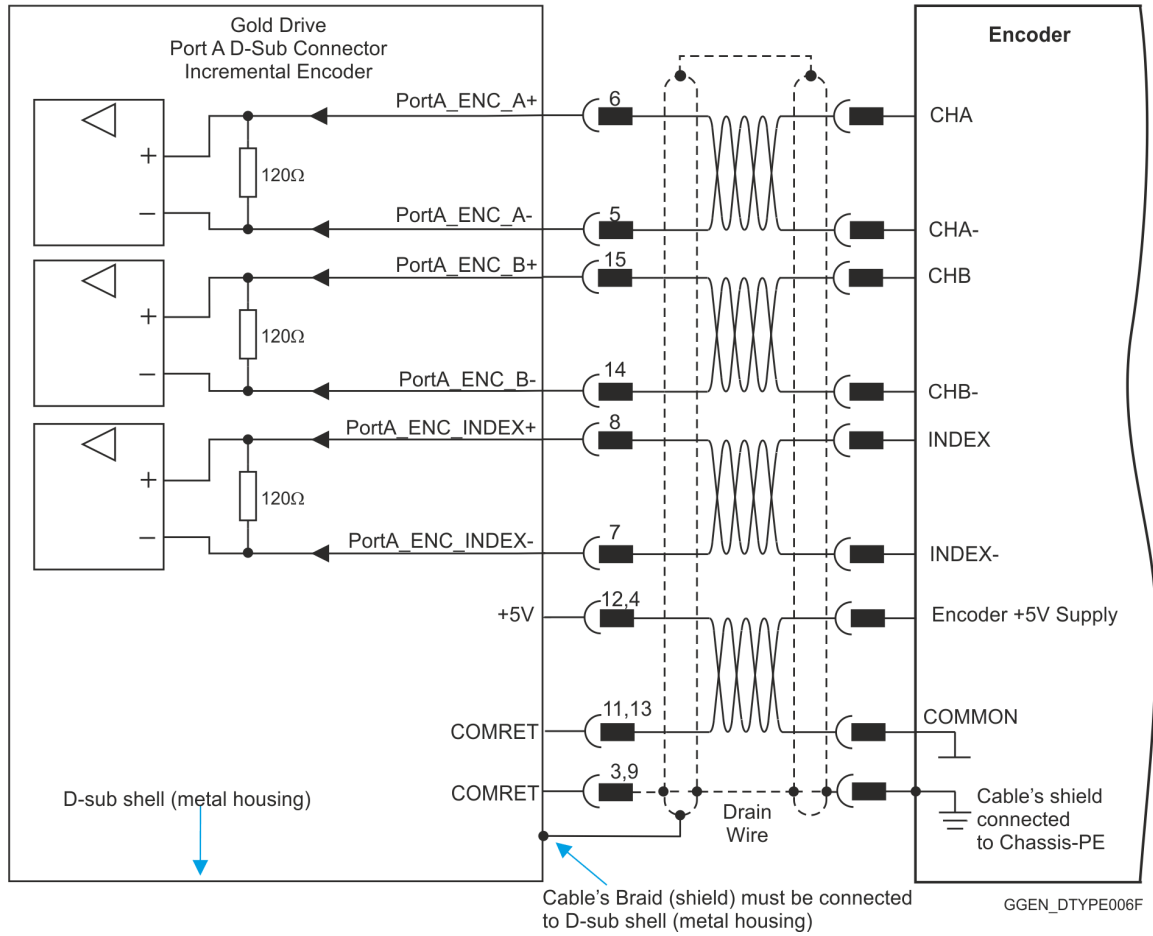 Gold Drive
Port A D-Sub Connector
Incremental Encoder
Encoder
PortA_ENC_A+
6
CHA
+
120Ω
−
PortA_ENC_A-
5
CHA-
PortA_ENC_B+
15
CHB
+
120Ω
−
PortA_ENC_B-
14
CHB-
PortA_ENC_INDEX+
8
INDEX
+
120Ω
−
PortA_ENC_INDEX-
7
INDEX-
+5V
12,4
Encoder +5V Supply
COMRET
11,13
COMMON
COMRET
3,9
D-sub shell (metal housing)
Drain
Wire
Cable's shield
connected
to Chassis-PE
Cable's Braid (shield) must be connected
to D-sub shell (metal housing)
GGEN_DTYPE006F